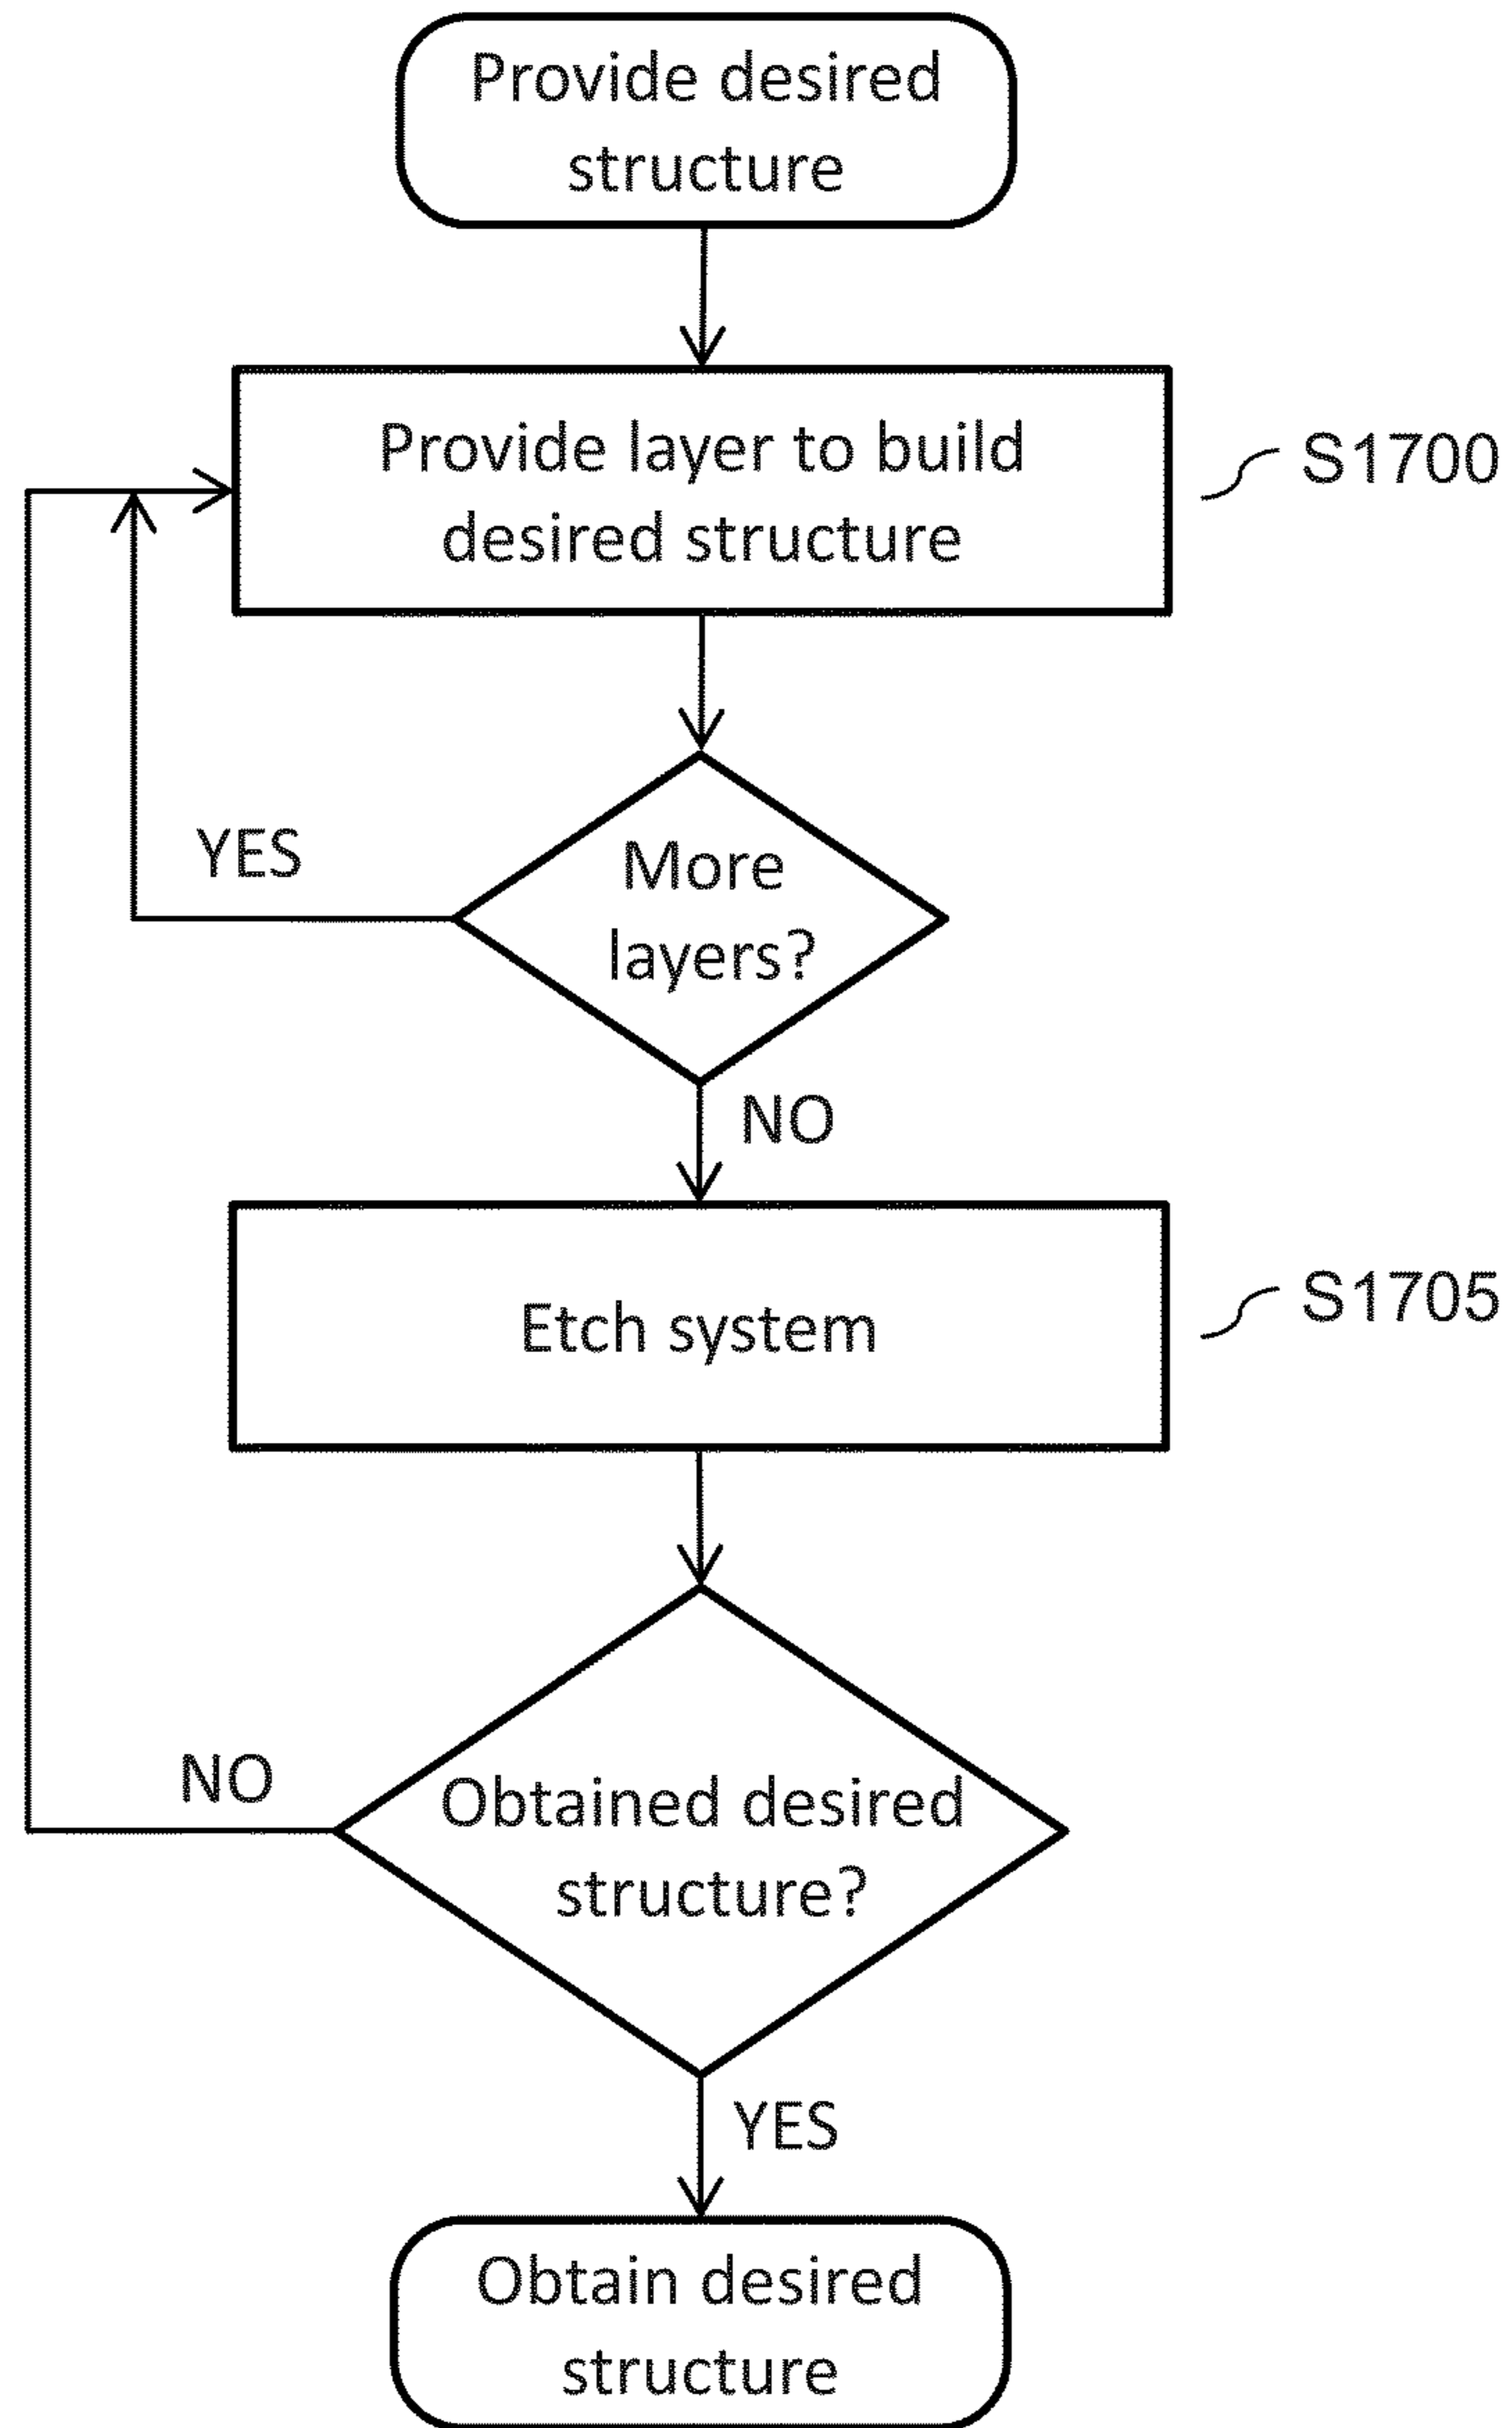 Provide desired
structure
Provide layer to build
desired structure
S1700
YES
More
layers?
NO
Etch system
S1705
NO
Obtained desired
structure?
YES
Obtain desired
structure